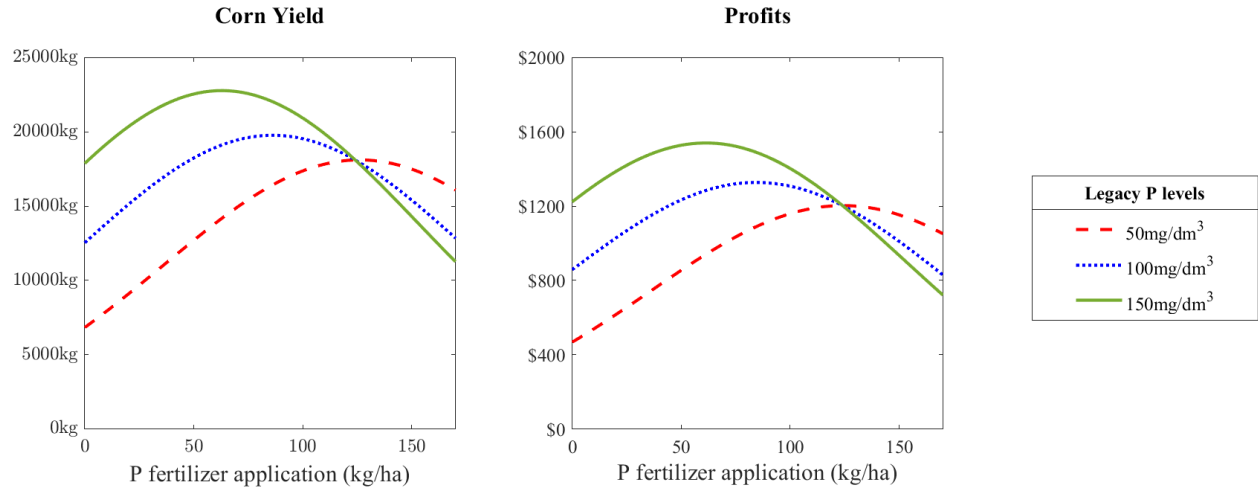 Corn Yield
25000kg
20000kg
15000kg
10000kg
5000kg
0kg
0 50 100 150
P fertilizer application (kg/ha)
Profits
$2000
$1600
$1200
$800
$400
$0
0 50 100 150
P fertilizer application (kg/ha)
Legacy P levels
50mg/dm³
100mg/dm³
150mg/dm³